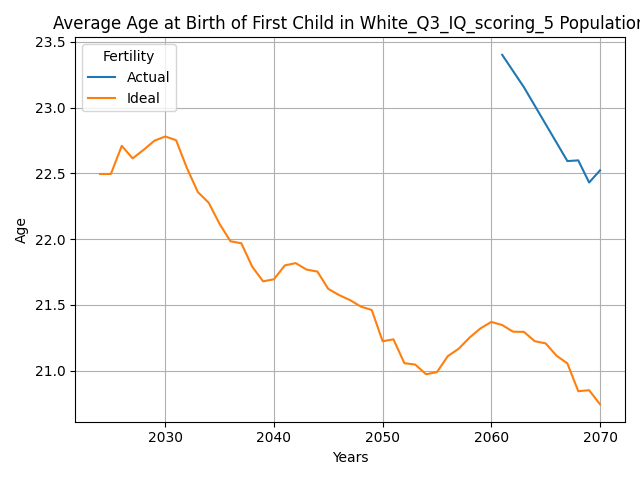 Average Age at Birth of First Child in White_Q3_IQ_scoring_5 Population
Fertility
Actual
Ideal
23.5
23.0
22.5
22.0
21.5
21.0
Age
2030 2040 2050 2060 2070
Years